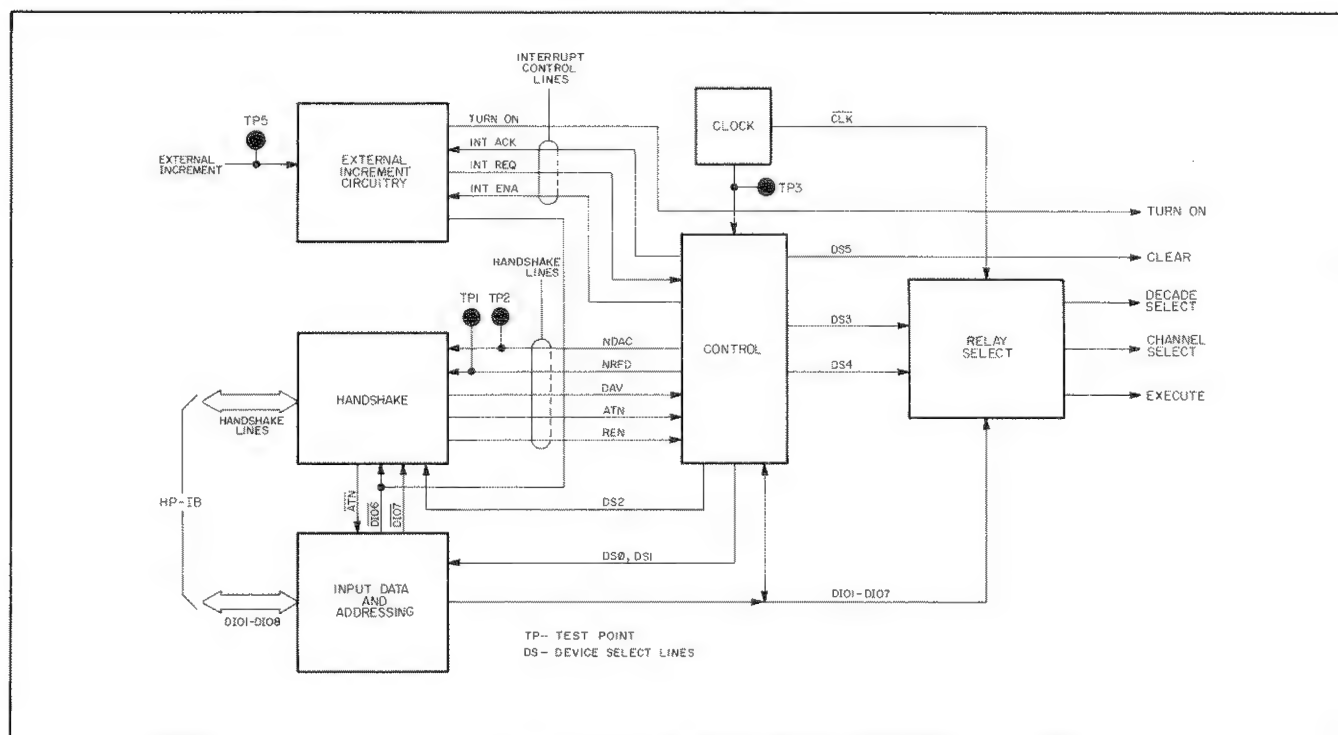 INTERRUPT
CONTROL
LINES
TP5
EXTERNAL
INCREMENT
EXTERNAL
INCREMENT
CIRCUITRY
TURN ON
INT ACK
INT REQ
INT ENA
CLOCK
CLK
TP3
TURN ON
DS5
CLEAR
HANDSHAKE
LINES
TP1
TP2
NDAC
NRFD
DAV
ATN
REN
HANDSHAKE
HANDSHAKE
LINES
CONTROL
DS3
DS4
RELAY
SELECT
DECADE
SELECT
CHANNEL
SELECT
EXECUTE
HP-IB
ATN
DIO6
DIO7
DS2
DSØ, DS1
INPUT DATA
AND
ADDRESSING
DIO1-DIO8
DIO1-DIO7
TP- TEST POINT
DS- DEVICE SELECT LINES